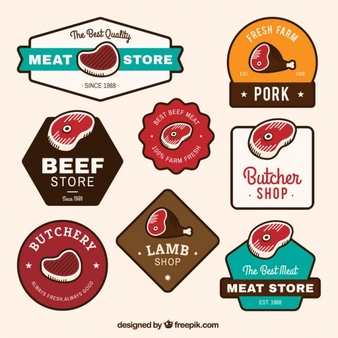 The Best Quality
MEAT STORE
SINCE 1988
FRESH FARM
EST. 1988
PORK
BEEF
STORE
Since 1988
BEST BEEF MEAT
100% FARM FRESH
Butcher
SHOP
BUTCHERY
ALWAYS FRESH, ALWAYS GOOD
LAMB
SHOP
The Best Meat
MEAT STORE
EST. 1988
designed by freepik.com